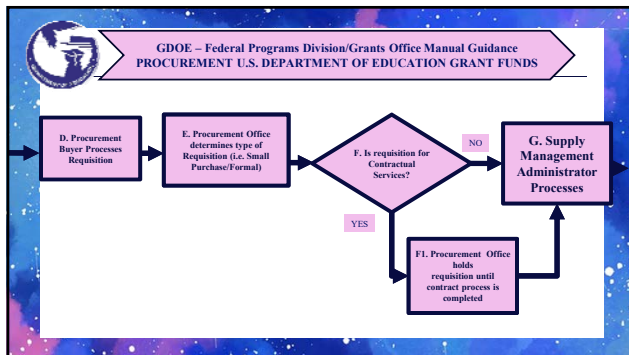 GDOE – Federal Programs Division/Grants Office Manual Guidance
PROCUREMENT U.S. DEPARTMENT OF EDUCATION GRANT FUNDS
D. Procurement
Buyer Processes
Requisition
E. Procurement Office
determines type of
Requisition (i.e. Small
Purchase/Formal)
F. Is requisition for
Contractual
Services?
NO
G. Supply
Management
Administrator
Processes
YES
F1. Procurement Office
holds
requisition until
contract process is
completed